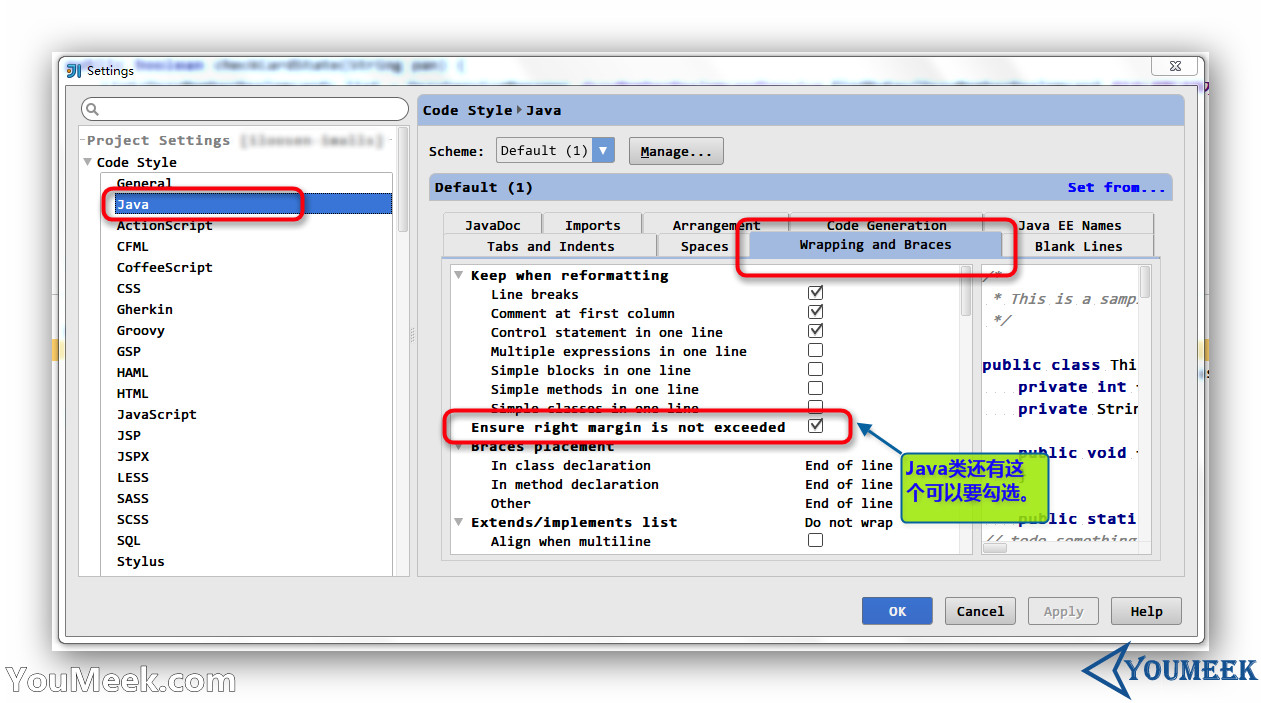 Settings
Project Settings
Code Style
General
Java
ActionScript
CFML
CoffeeScript
CSS
Gherkin
Groovy
GSP
HAML
HTML
JavaScript
JSP
JSPX
LESS
SASS
SCSS
SQL
Stylus
Code Style Java
Scheme: Default (1) Manage...
Default (1) Set from...
JavaDoc Imports Arrangement Code Generation Java EE Names
Tabs and Indents Spaces Wrapping and Braces Blank Lines
Keep when reformatting
Line breaks
Comment at first column
Control statement in one line
Multiple expressions in one line
Simple blocks in one line
Simple methods in one line
Simple classes in one line
Ensure right margin is not exceeded
Braces placement
In class declaration End of line
In method declaration End of line
Other End of line
Extends/implements list Do not wrap
Align when multiline
/*
* This is a samp
*/
public class Thi
private int
private Strin
public void
public stati
// todo something
Java类还有这
个可以要勾选。
OK Cancel Apply Help
YouMeek.com
YOUMEEK